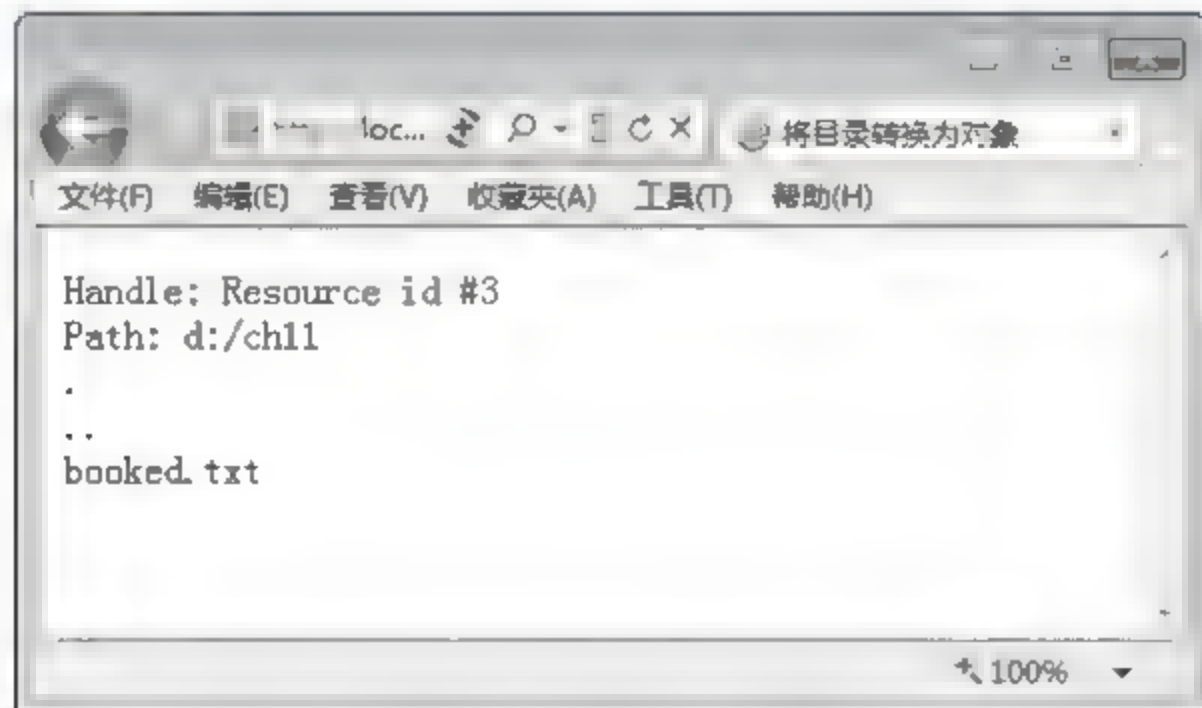 loc...
将目录转换为对象
文件(F) 编辑(E) 查看(V) 收藏夹(A) 工具(T) 帮助(H)
Handle: Resource id #3
Path: d:/ch11
.
..
booked.txt
100%